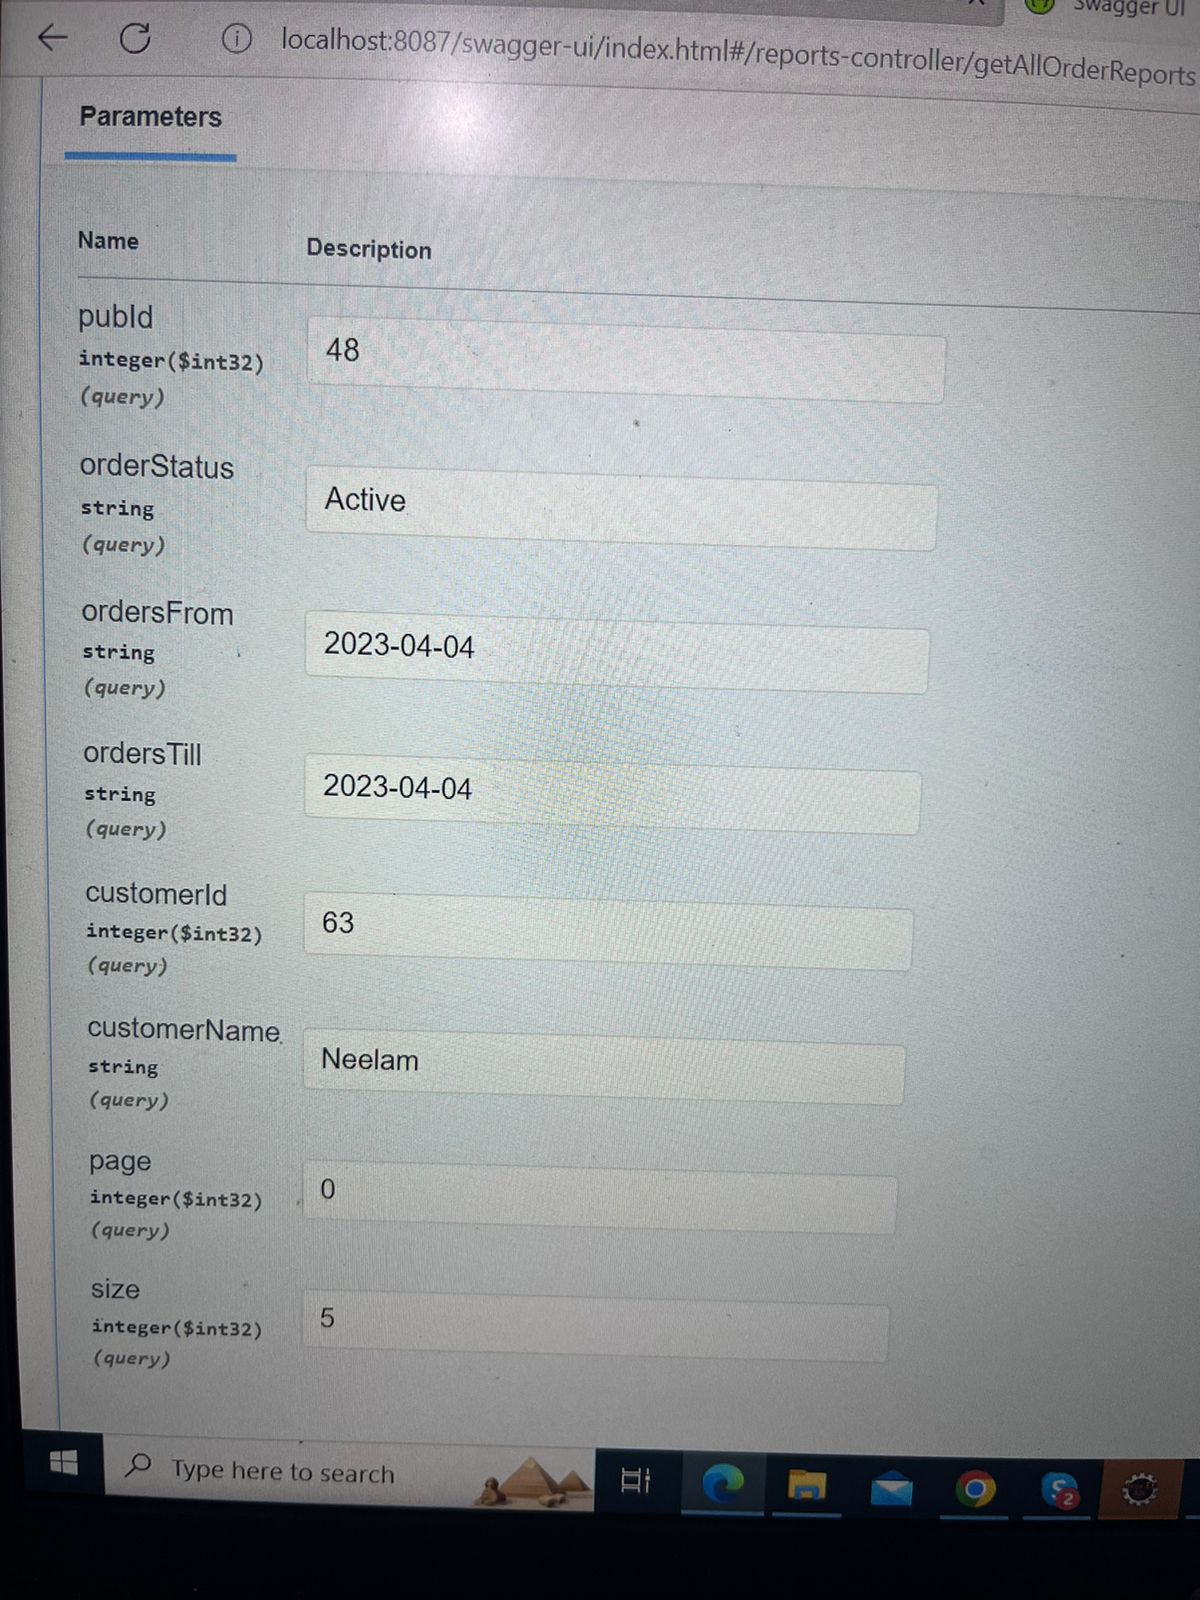 Swagger UI
localhost:8087/swagger-ui/index.html#/reports-controller/getAllOrderReports
Parameters
Name Description
pubId
integer($int32)
(query)
48
orderStatus
string
(query)
Active
ordersFrom
string
(query)
2023-04-04
ordersTill
string
(query)
2023-04-04
customerId
integer($int32)
(query)
63
customerName
string
(query)
Neelam
page
integer($int32)
(query)
0
size
integer($int32)
(query)
5
Type here to search
2